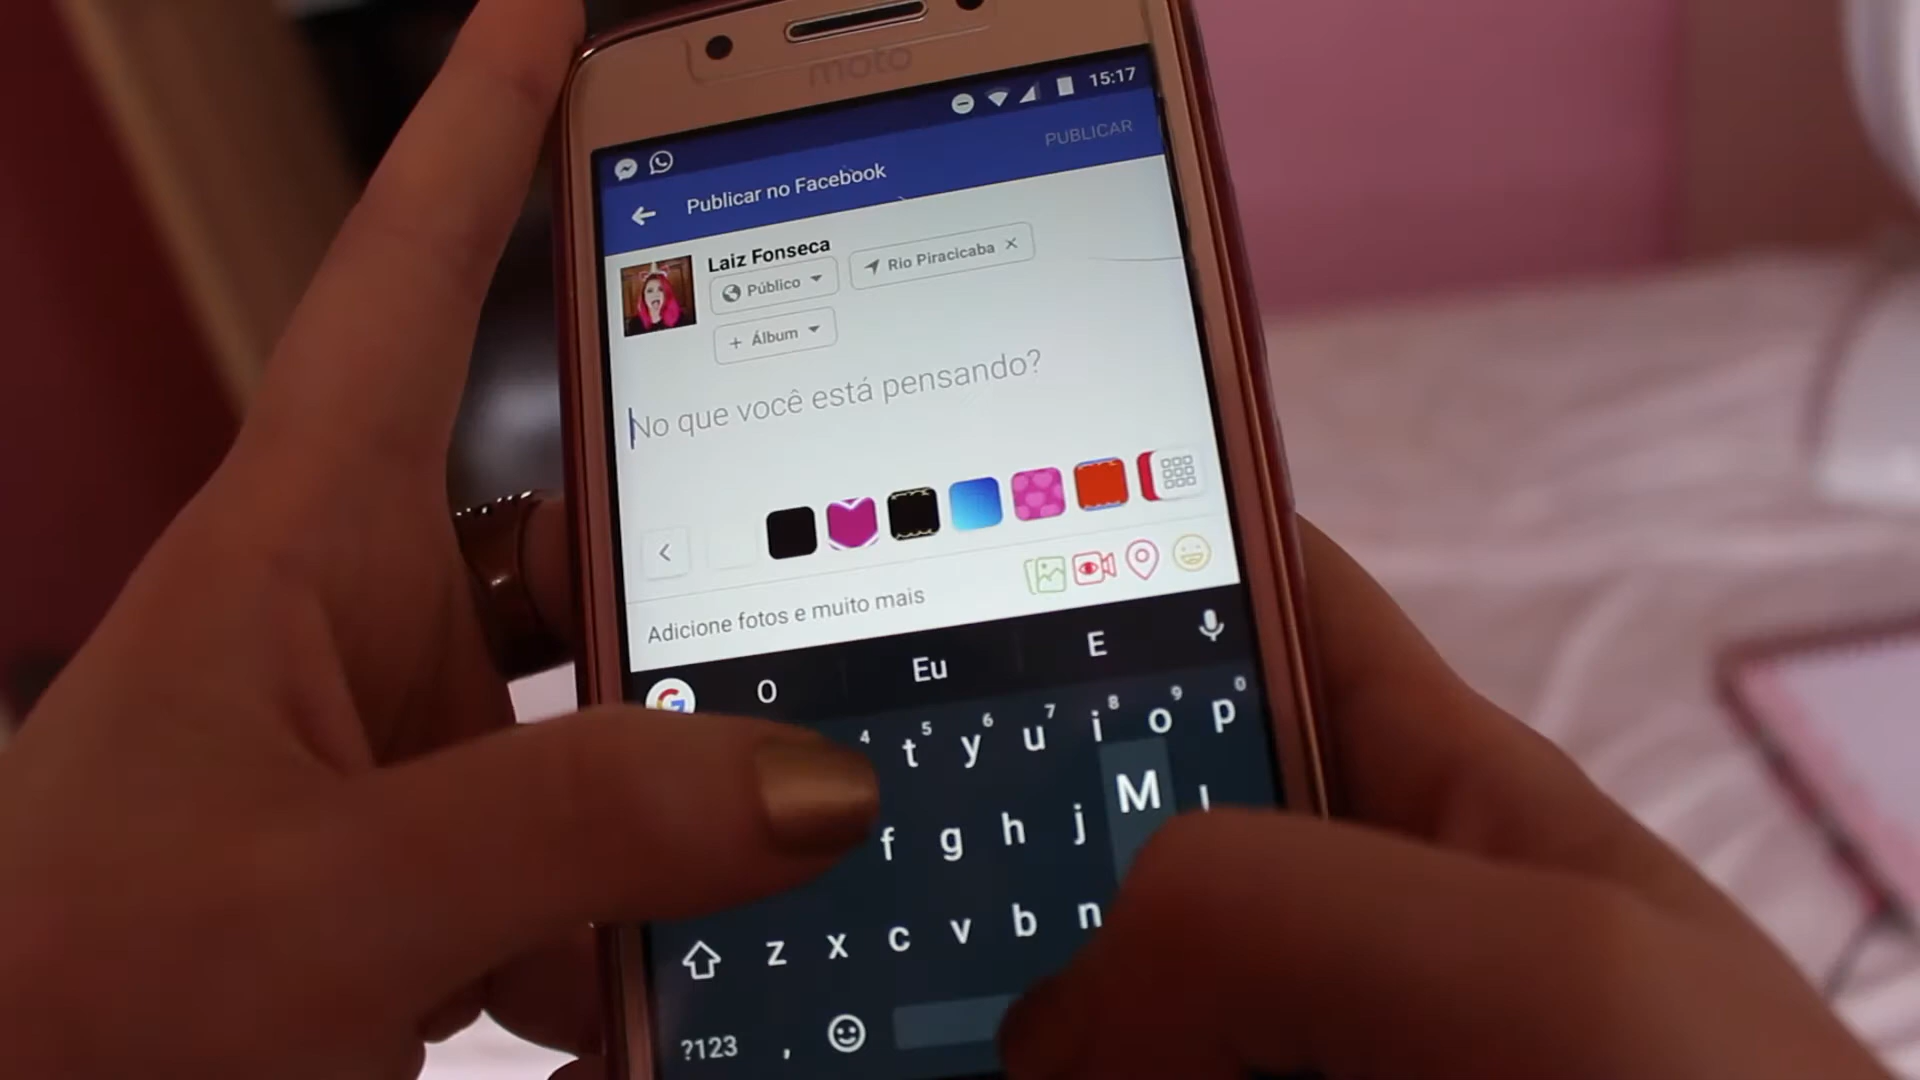 moto
15:17
Publicar no Facebook
PUBLICAR
Laiz Fonseca
Público
Rio Piracicaba ×
+ Álbum
No que você está pensando?
Adicione fotos e muito mais
G
O Eu E
4 5 6 7 8 9 0
t y u i o p
f g h j M
z x c v b n
?123 ,